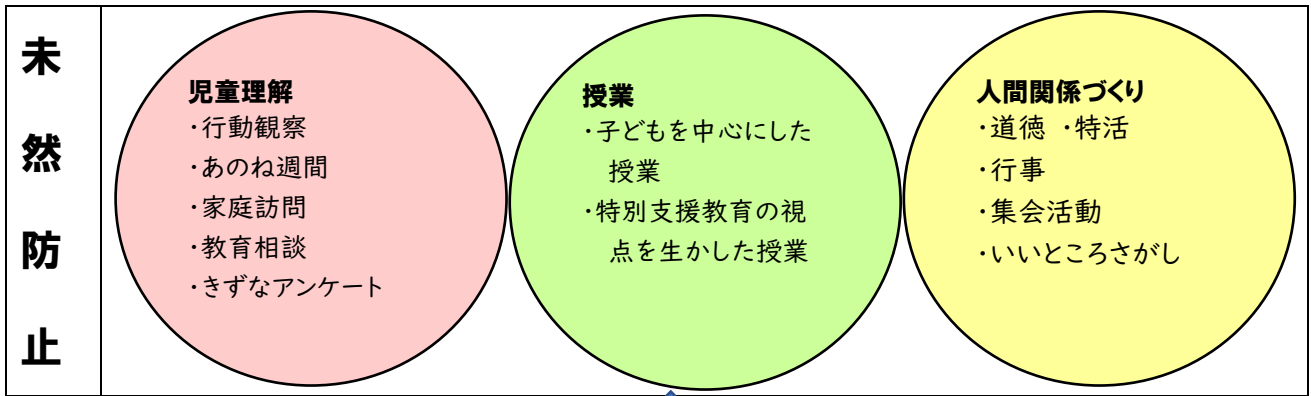 未然防止
児童理解
・行動観察
・あのね週間
・家庭訪問
・教育相談
・きずなアンケート
授業
・子どもを中心にした
授業
・特別支援教育の視
点を生かした授業
人間関係づくり
・道徳 ・特活
・行事
・集会活動
・いいところさがし